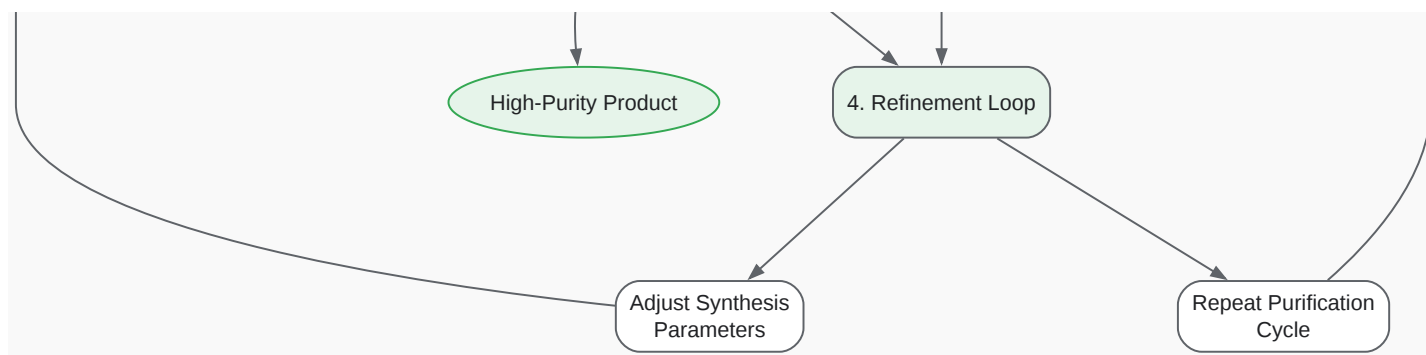 High-Purity Product
4. Refinement Loop
Adjust Synthesis
Parameters
Repeat Purification
Cycle